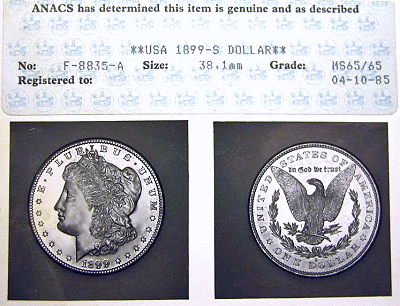 ANACS has determined this item is genuine and as described
**USA 1899-S DOLLAR**
No: F-8835-A Size: 38.1mm Grade: MS65/65
Registered to: 04-10-85
E·PLURIBUS·UNUM
1899
UNITED STATES OF AMERICA
In God we trust
ONE DOLLAR